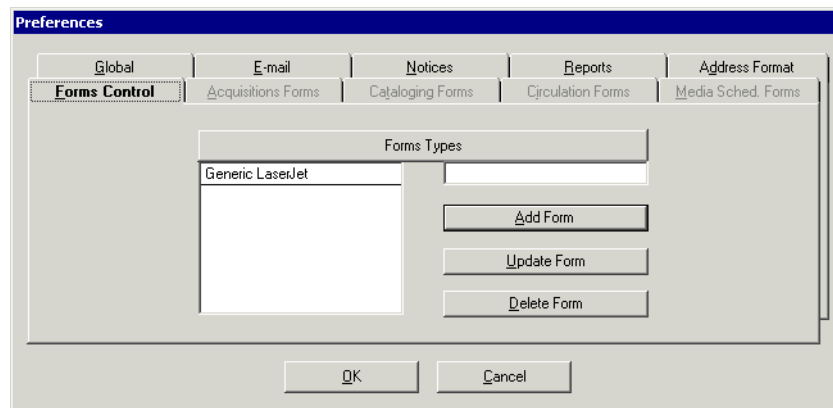 Preferences
Global E-mail Notices Reports Address Format
Forms Control Acquisitions Forms Cataloging Forms Circulation Forms Media Sched. Forms
Forms Types
Generic LaserJet
Add Form
Update Form
Delete Form
OK Cancel